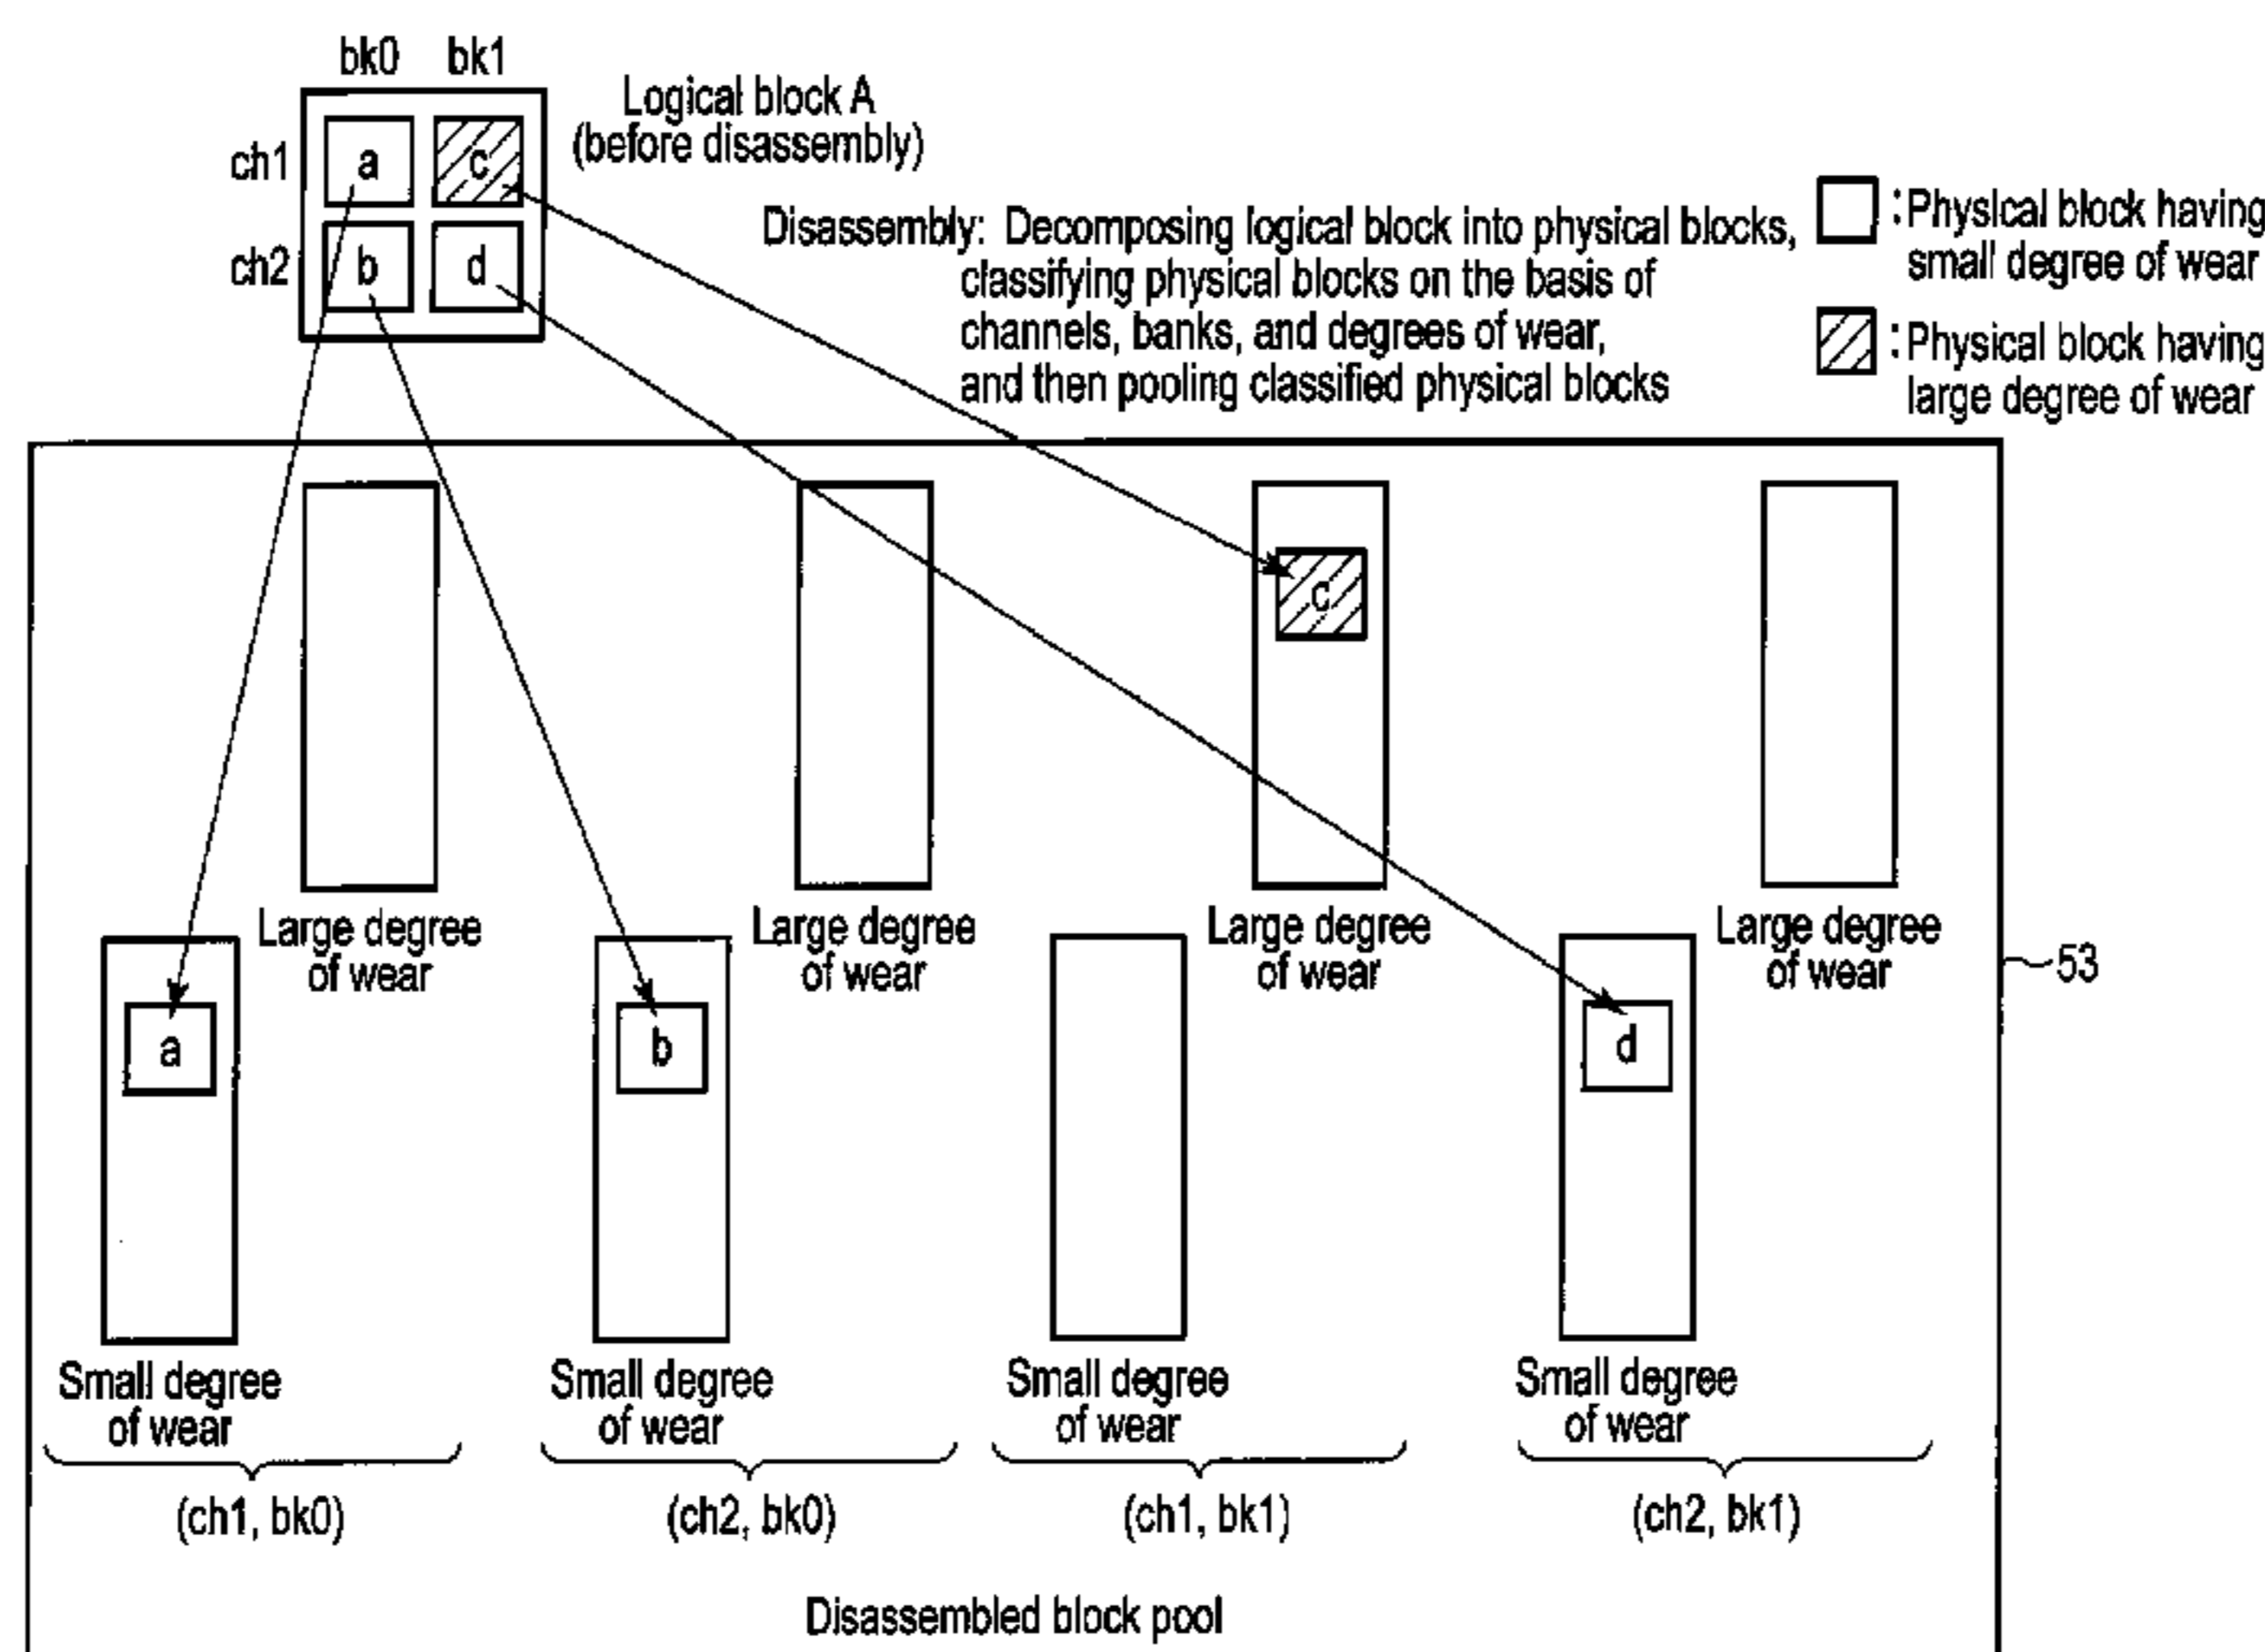 bk0 bk1
Logical block A
(before disassembly)
ch1 a c
ch2 b d
Disassembly: Decomposing logical block into physical blocks,
classifying physical blocks on the basis of
channels, banks, and degrees of wear,
and then pooling classified physical blocks
:Physical block having
small degree of wear
:Physical block having
large degree of wear
c
Large degree
of wear
Large degree
of wear
Large degree
of wear
Large degree
of wear
53
a
b
d
Small degree
of wear
Small degree
of wear
Small degree
of wear
Small degree
of wear
(ch1, bk0)
(ch2, bk0)
(ch1, bk1)
(ch2, bk1)
Disassembled block pool